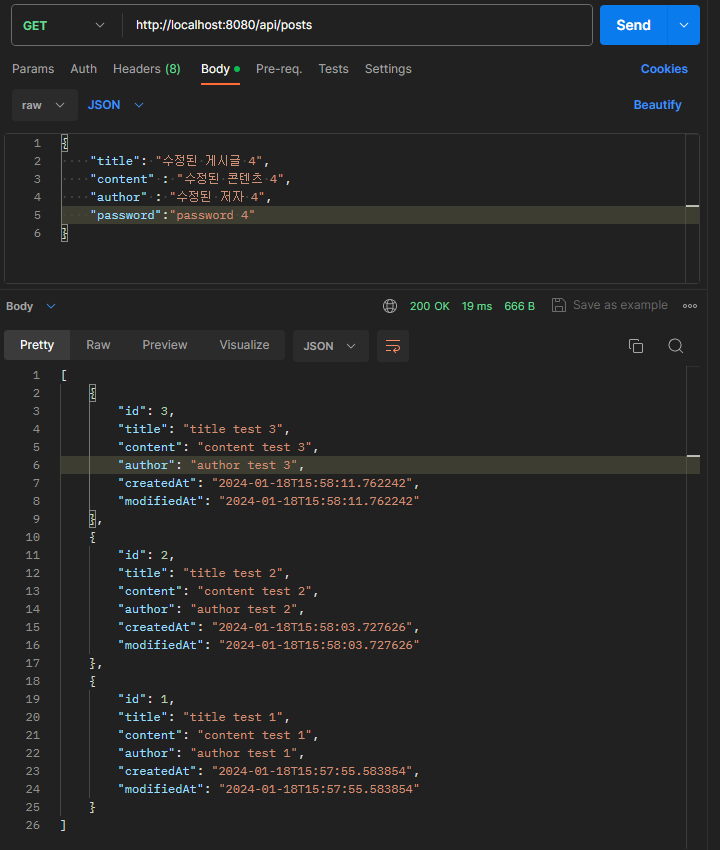 GET http://localhost:8080/api/posts Send
Params Auth Headers (8) Body Pre-req. Tests Settings Cookies
raw JSON Beautify
1 {
2 "title": "수정된 게시글 4",
3 "content" : "수정된 콘텐츠 4",
4 "author" : "수정된 저자 4",
5 "password":"password 4"
6 }
Body 200 OK 19 ms 666 B Save as example
Pretty Raw Preview Visualize JSON
1 [
2 {
3 "id": 3,
4 "title": "title test 3",
5 "content": "content test 3",
6 "author": "author test 3",
7 "createdAt": "2024-01-18T15:58:11.762242",
8 "modifiedAt": "2024-01-18T15:58:11.762242"
9 },
10 {
11 "id": 2,
12 "title": "title test 2",
13 "content": "content test 2",
14 "author": "author test 2",
15 "createdAt": "2024-01-18T15:58:03.727626",
16 "modifiedAt": "2024-01-18T15:58:03.727626"
17 },
18 {
19 "id": 1,
20 "title": "title test 1",
21 "content": "content test 1",
22 "author": "author test 1",
23 "createdAt": "2024-01-18T15:57:55.583854",
24 "modifiedAt": "2024-01-18T15:57:55.583854"
25 }
26 ]